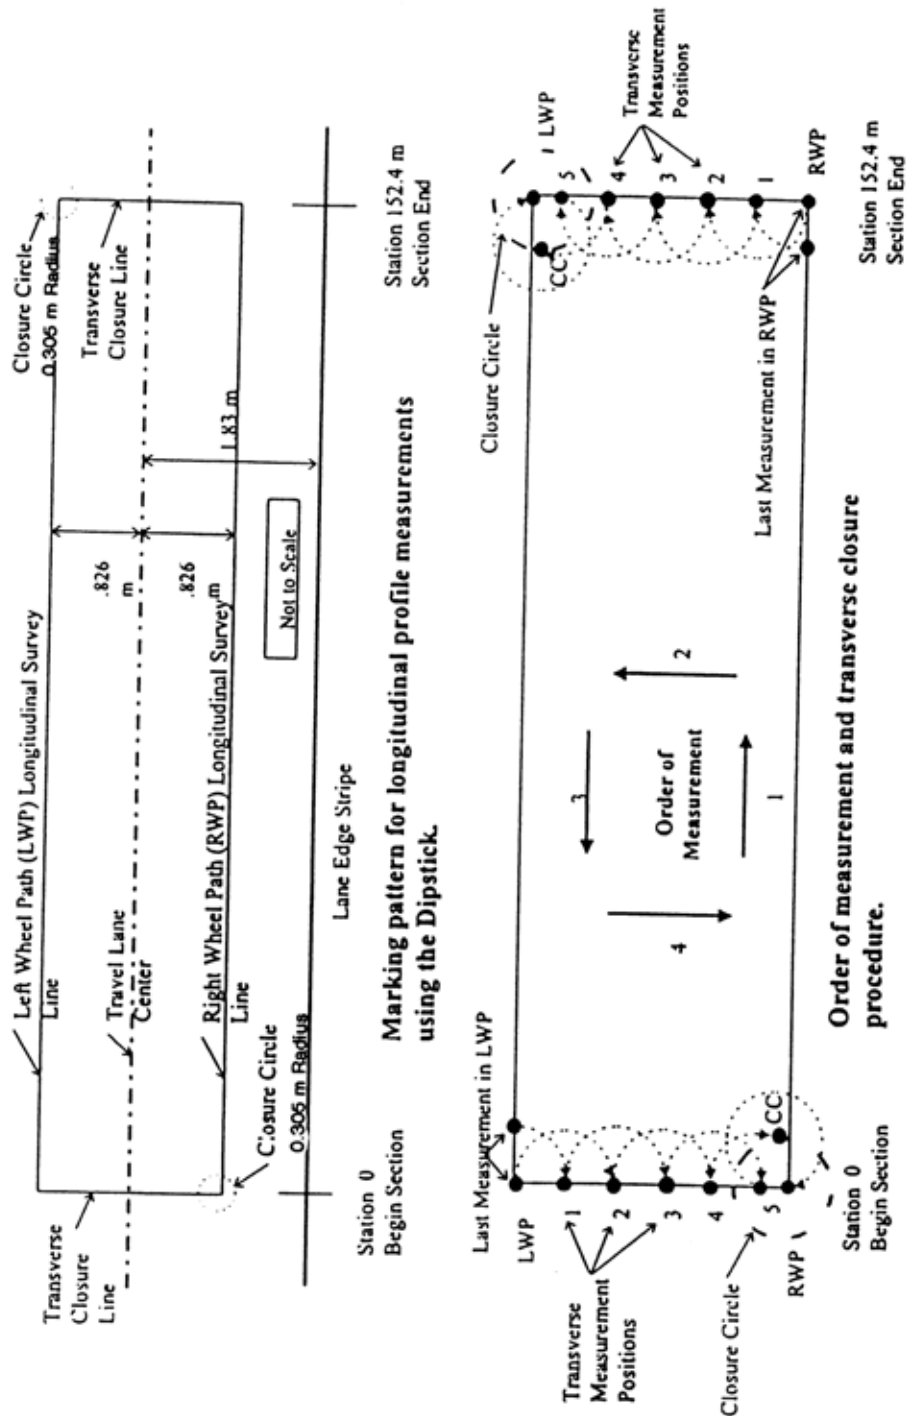 Left Wheel Path (LWP) Longitudinal Survey
Line
Closure Circle
0.305 m Radius
Transverse
Closure Line
Transverse
Closure
Line
Travel Lane
Center
.826
m
.826
m
1.83 m
Right Wheel Path (RWP) Longitudinal Survey
Line
Closure Circle
0.305 m Radius
Not to Scale
Lane Edge Stripe
Station 0
Begin Section
Station 152.4 m
Section End
Marking pattern for longitudinal profile measurements
using the Dipstick.
Last Measurement in LWP
LWP
Closure Circle
CC
LWP
Transverse
Measurement
Positions
1
2
3
4
5
5
4
3
2
1
Transverse
Measurement
Positions
3
Order of
Measurement
4
2
1
Closure Circle
CC
RWP
Last Measurement in RWP
RWP
Station 0
Begin Section
Station 152.4 m
Section End
Order of measurement and transverse closure
procedure.